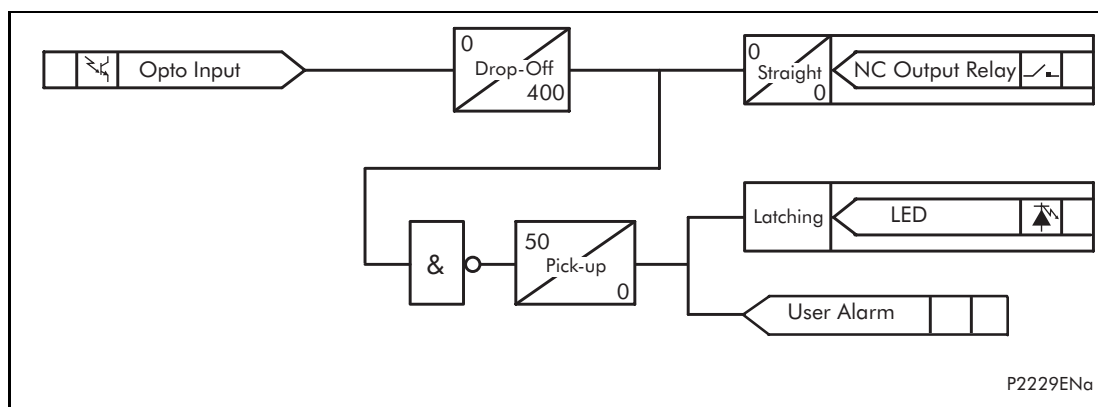 0
Opto Input
Drop-Off
400
0
Straight
0
NC Output Relay
&
50
Pick-up
0
Latching
LED
User Alarm
P2229ENa